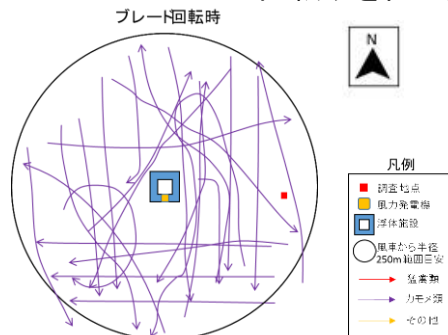 ブレード回転時
N
凡例
調査地点
風力発電機
浮体施設
風車から半径
250m範囲目安
猛禽類
カモメ類
その他